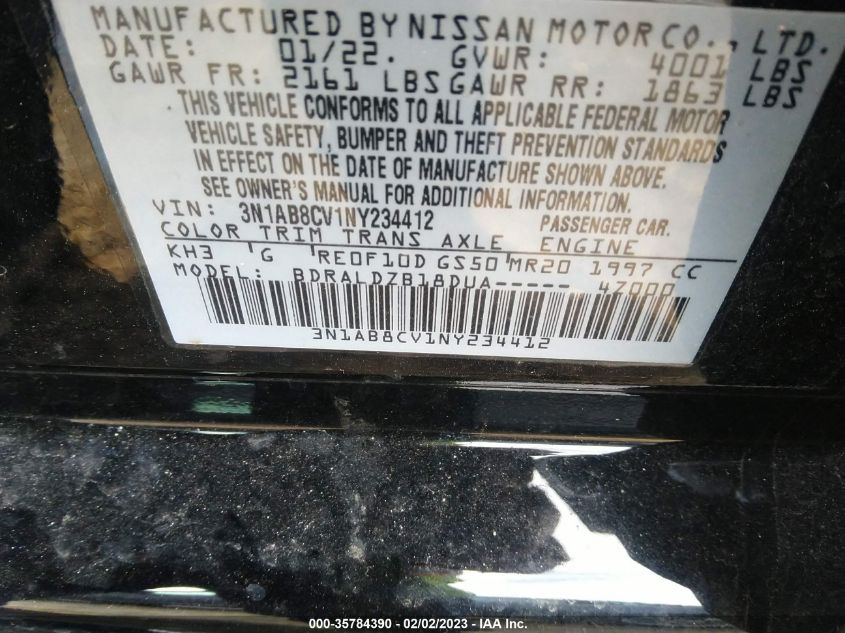 MANUFACTURED BY NISSAN MOTOR CO., LTD.
DATE: 01/22. GVWR: 4001 LBS
GAWR FR: 2161 LBS GAWR RR: 1863 LBS
THIS VEHICLE CONFORMS TO ALL APPLICABLE FEDERAL MOTOR
VEHICLE SAFETY, BUMPER AND THEFT PREVENTION STANDARDS
IN EFFECT ON THE DATE OF MANUFACTURE SHOWN ABOVE.
SEE OWNER'S MANUAL FOR ADDITIONAL INFORMATION.
VIN: 3N1AB8CV1NY234412 PASSENGER CAR.
COLOR TRIM TRANS AXLE ENGINE
KH3 'G 'RE0F10D GS50'MR20 1997 CC
MODEL: BDRALDZB18DUA----- 4Z000
3N1AB8CV1NY234412
000-35784390 - 02/02/2023 - IAA Inc.